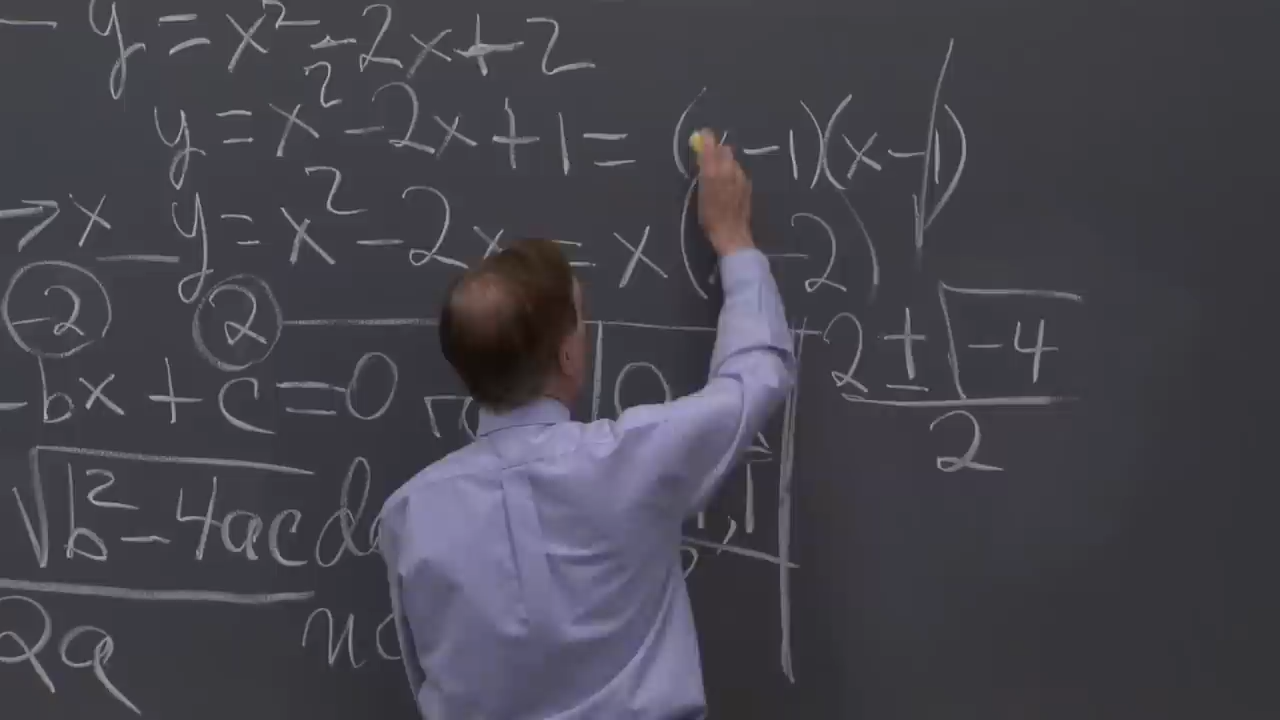 y = x² - 2x + 2
y = x² - 2x + 1 = (x - 1)(x - 1)
→ x y = x² - 2x = x( - 2)
-2 2
bx + c = 0
2 ± √-4
2
√b² - 4ac
2a